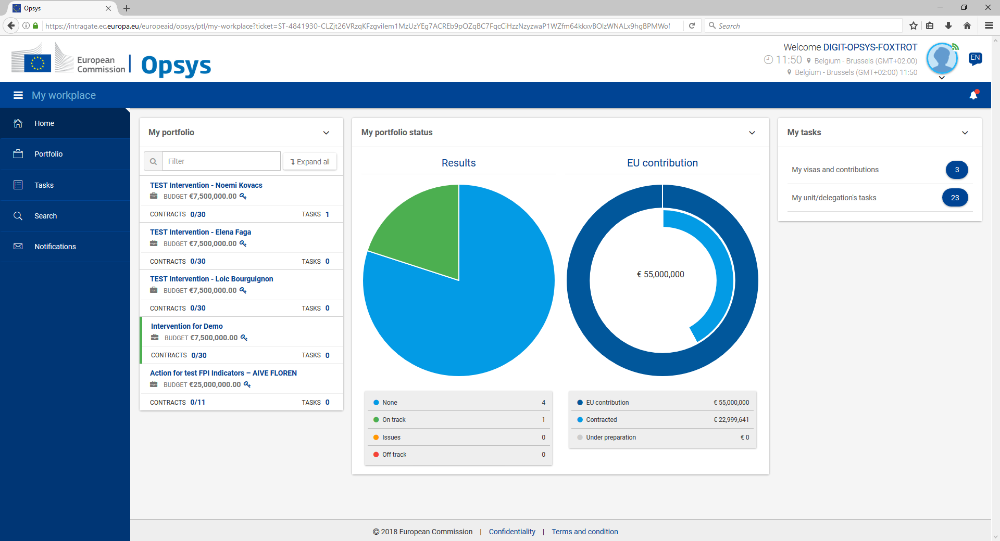 Opsys
https://intragate.ec.europa.eu/europeaid/opsys/ptl/my-workplace?ticket=ST-4841930-
Search
European
Commission
Opsys
Welcome DIGIT-OPSYS-FOXTROT
11:50 Belgium - Brussels (GMT+02:00)
Belgium - Brussels (GMT+02:00) 11:50
EN
My workplace
Home
Portfolio
Tasks
Search
Notifications
My portfolio
Filter
Expand all
TEST Intervention - Noemi Kovacs
BUDGET €7,500,000.00
CONTRACTS 0/30 TASKS 1
TEST Intervention - Elena Faga
BUDGET €7,500,000.00
CONTRACTS 0/30 TASKS 0
TEST Intervention - Loic Bourguignon
BUDGET €7,500,000.00
CONTRACTS 0/30 TASKS 0
Intervention for Demo
BUDGET €7,500,000.00
CONTRACTS 0/30 TASKS 0
Action for test FPI Indicators – AIVE FLOREN
BUDGET €25,000,000.00
CONTRACTS 0/11 TASKS 0
My portfolio status
Results
None 4
On track 1
Issues 0
Off track 0
EU contribution
€ 55,000,000
EU contribution € 55,000,000
Contracted € 22,999,641
Under preparation € 0
My tasks
My visas and contributions 3
My unit/delegation's tasks 23
© 2018 European Commission | Confidentiality | Terms and condition